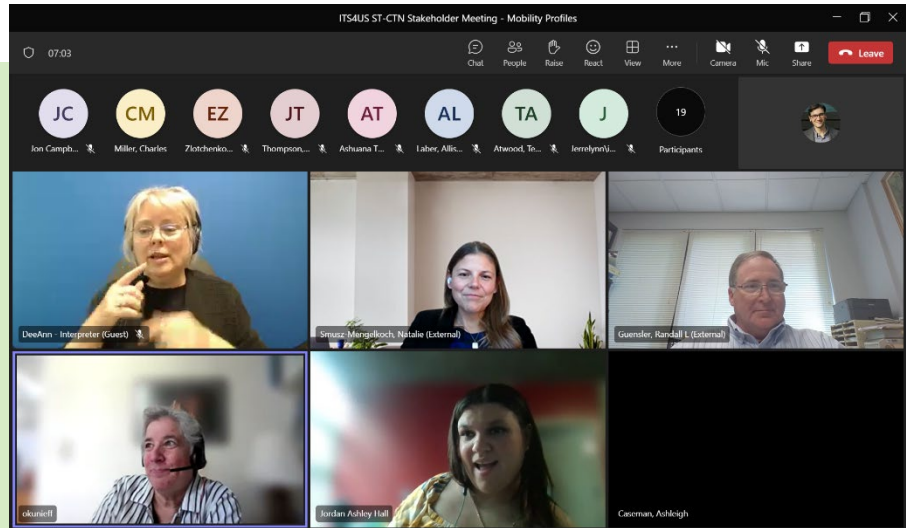 ITS4US ST-CTN Stakeholder Meeting - Mobility Profiles
07:03
Chat People Raise React View More Camera Mic Share Leave
JC CM EZ JT AT AL TA J 19
Jon Campb... Miller, Charles Zlotchenko... Thompson,... Ashuana T... Laber, Allis... Atwood, Te... Jerrelynn\i... Participants
DeeAnn - Interpreter (Guest) Smusz-Mengelkoch, Natalie (External) Guensler, Randall L (External)
okunieff Jordan Ashley Hall Caseman, Ashleigh